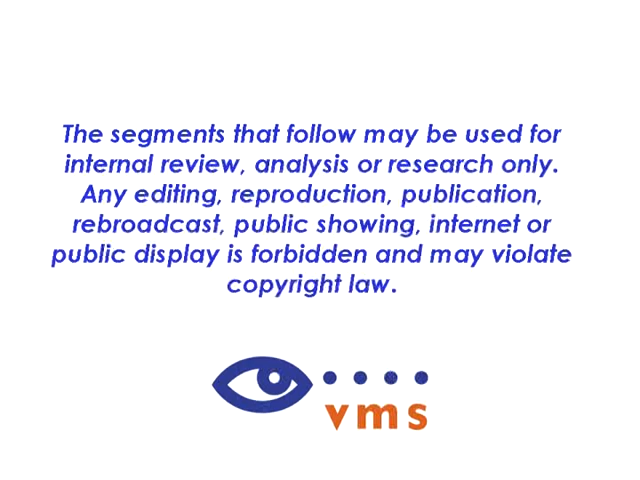 The segments that follow may be used for
internal review, analysis or research only.
Any editing, reproduction, publication,
rebroadcast, public showing, internet or
public display is forbidden and may violate
copyright law.
vms